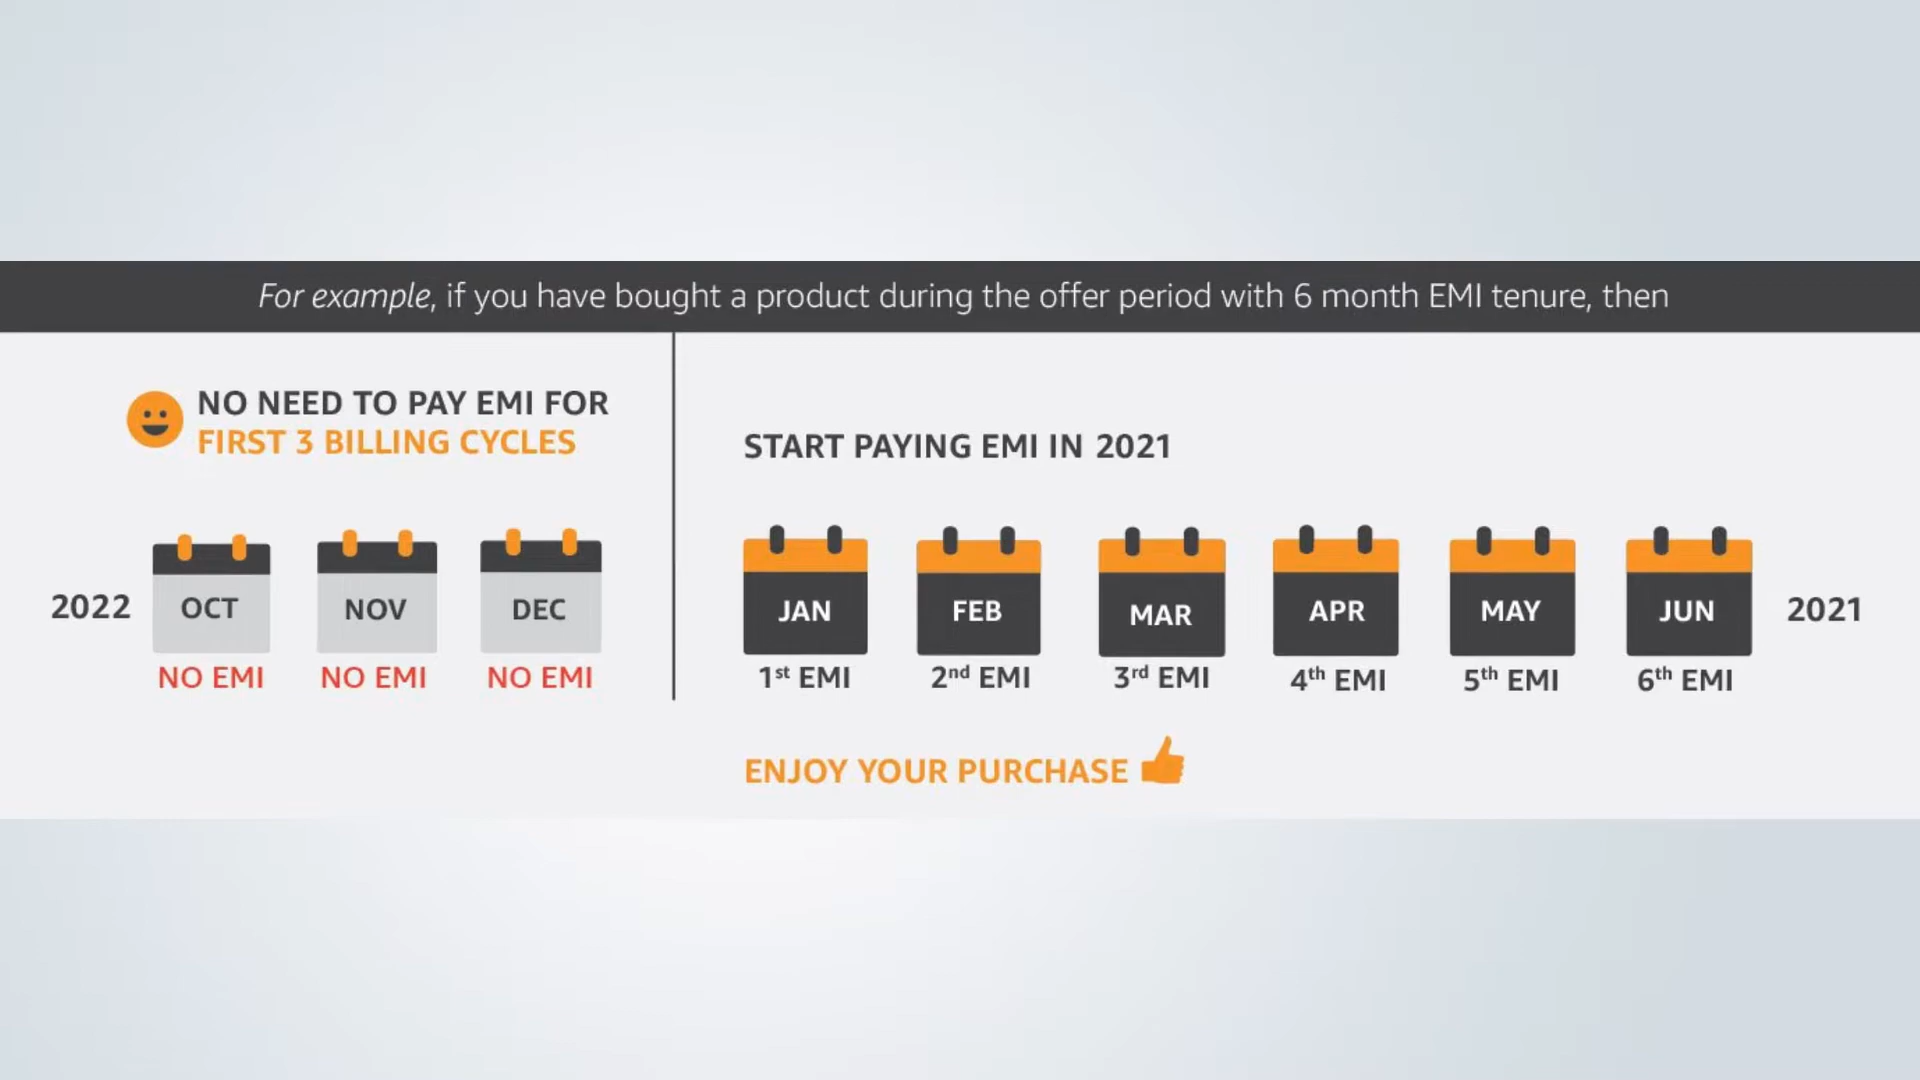 For example, if you have bought a product during the offer period with 6 month EMI tenure, then
NO NEED TO PAY EMI FOR
FIRST 3 BILLING CYCLES
START PAYING EMI IN 2021
2022 OCT NOV DEC JAN FEB MAR APR MAY JUN 2021
NO EMI NO EMI NO EMI 1st EMI 2nd EMI 3rd EMI 4th EMI 5th EMI 6th EMI
ENJOY YOUR PURCHASE